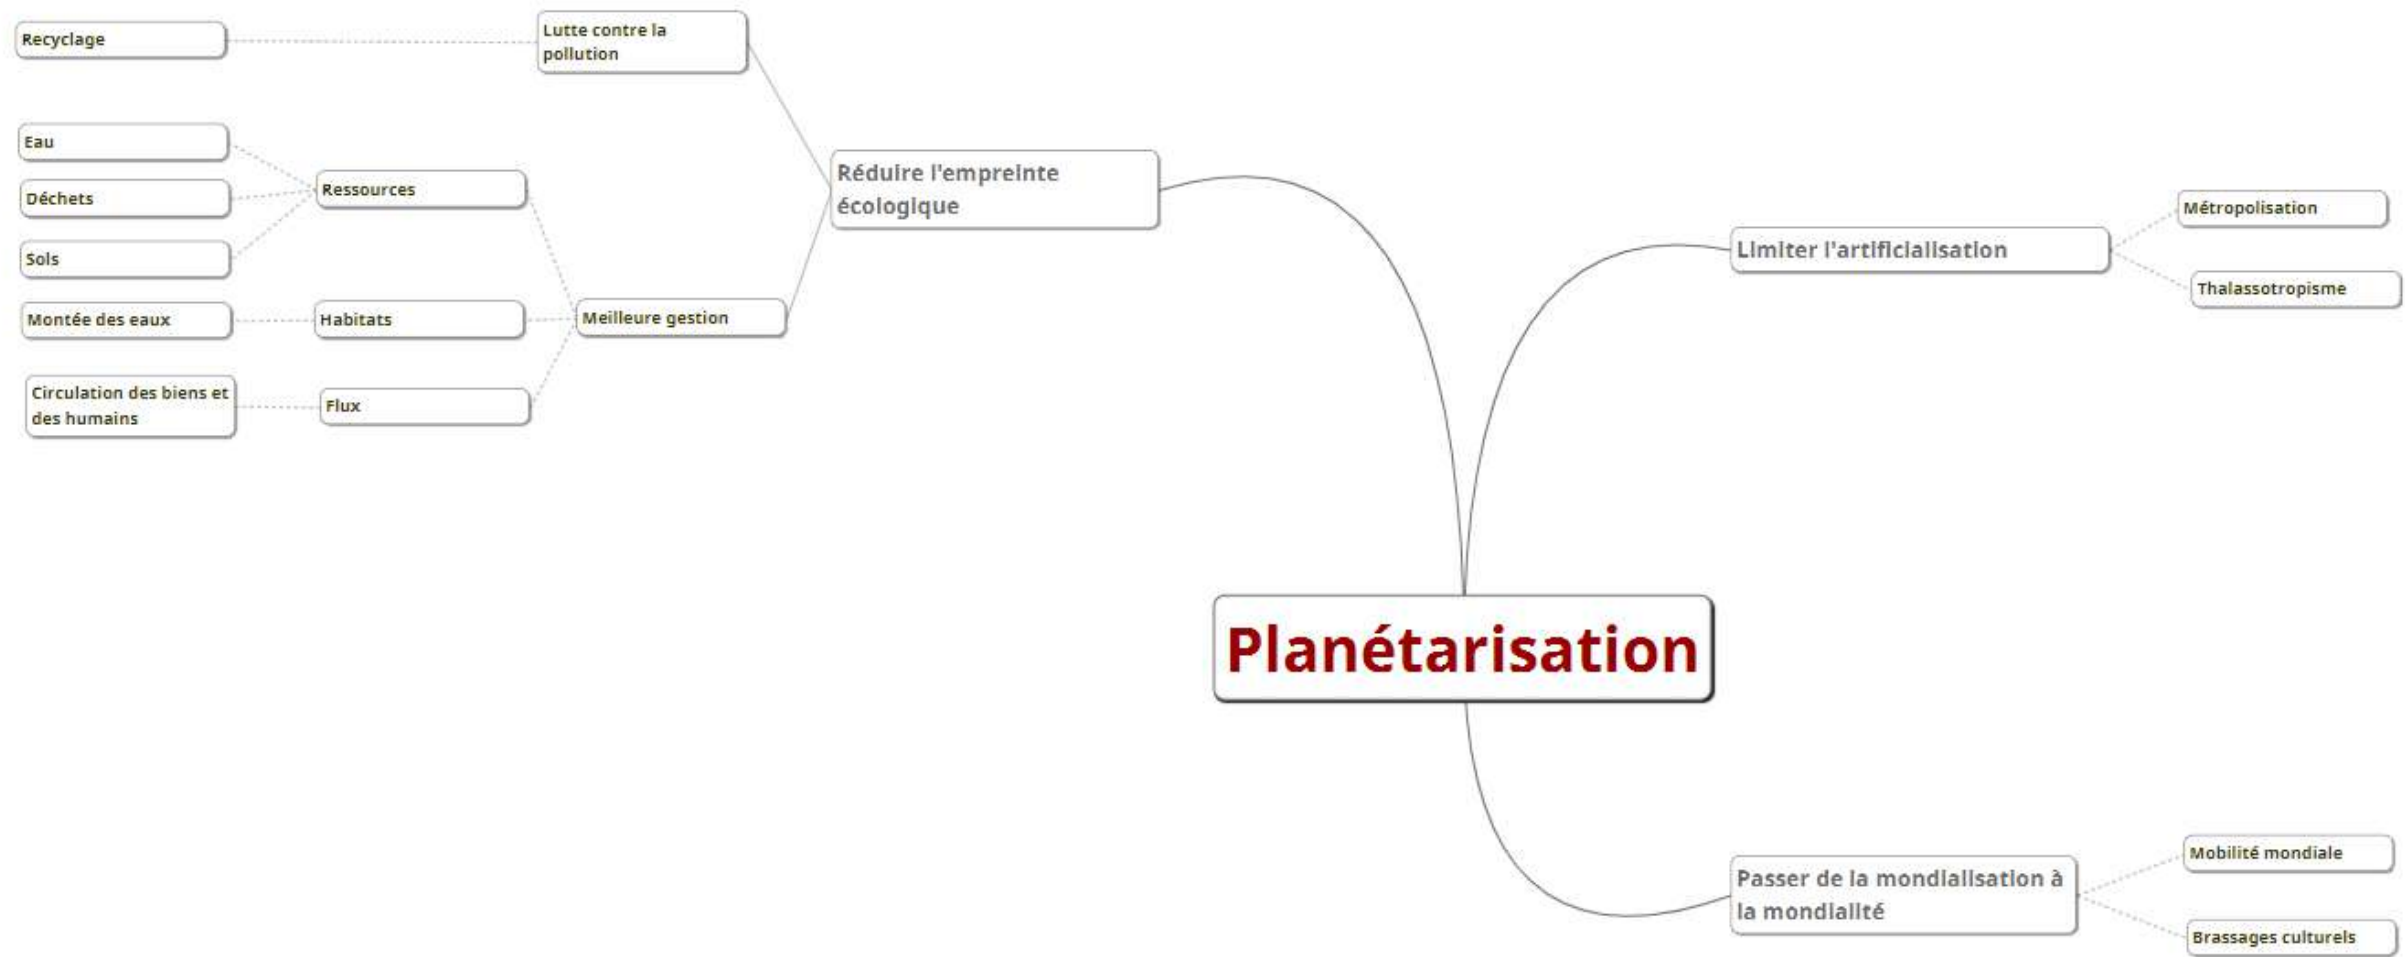 Recyclage
Lutte contre la
pollution
Eau
Déchets
Sols
Ressources
Montée des eaux
Habitats
Circulation des biens et
des humains
Flux
Meilleure gestion
Réduire l'empreinte
écologique
Limiter l'artificialisation
Métropolisation
Thalassotropisme
Planétarisation
Passer de la mondialisation à
la mondialité
Mobilité mondiale
Brassages culturels